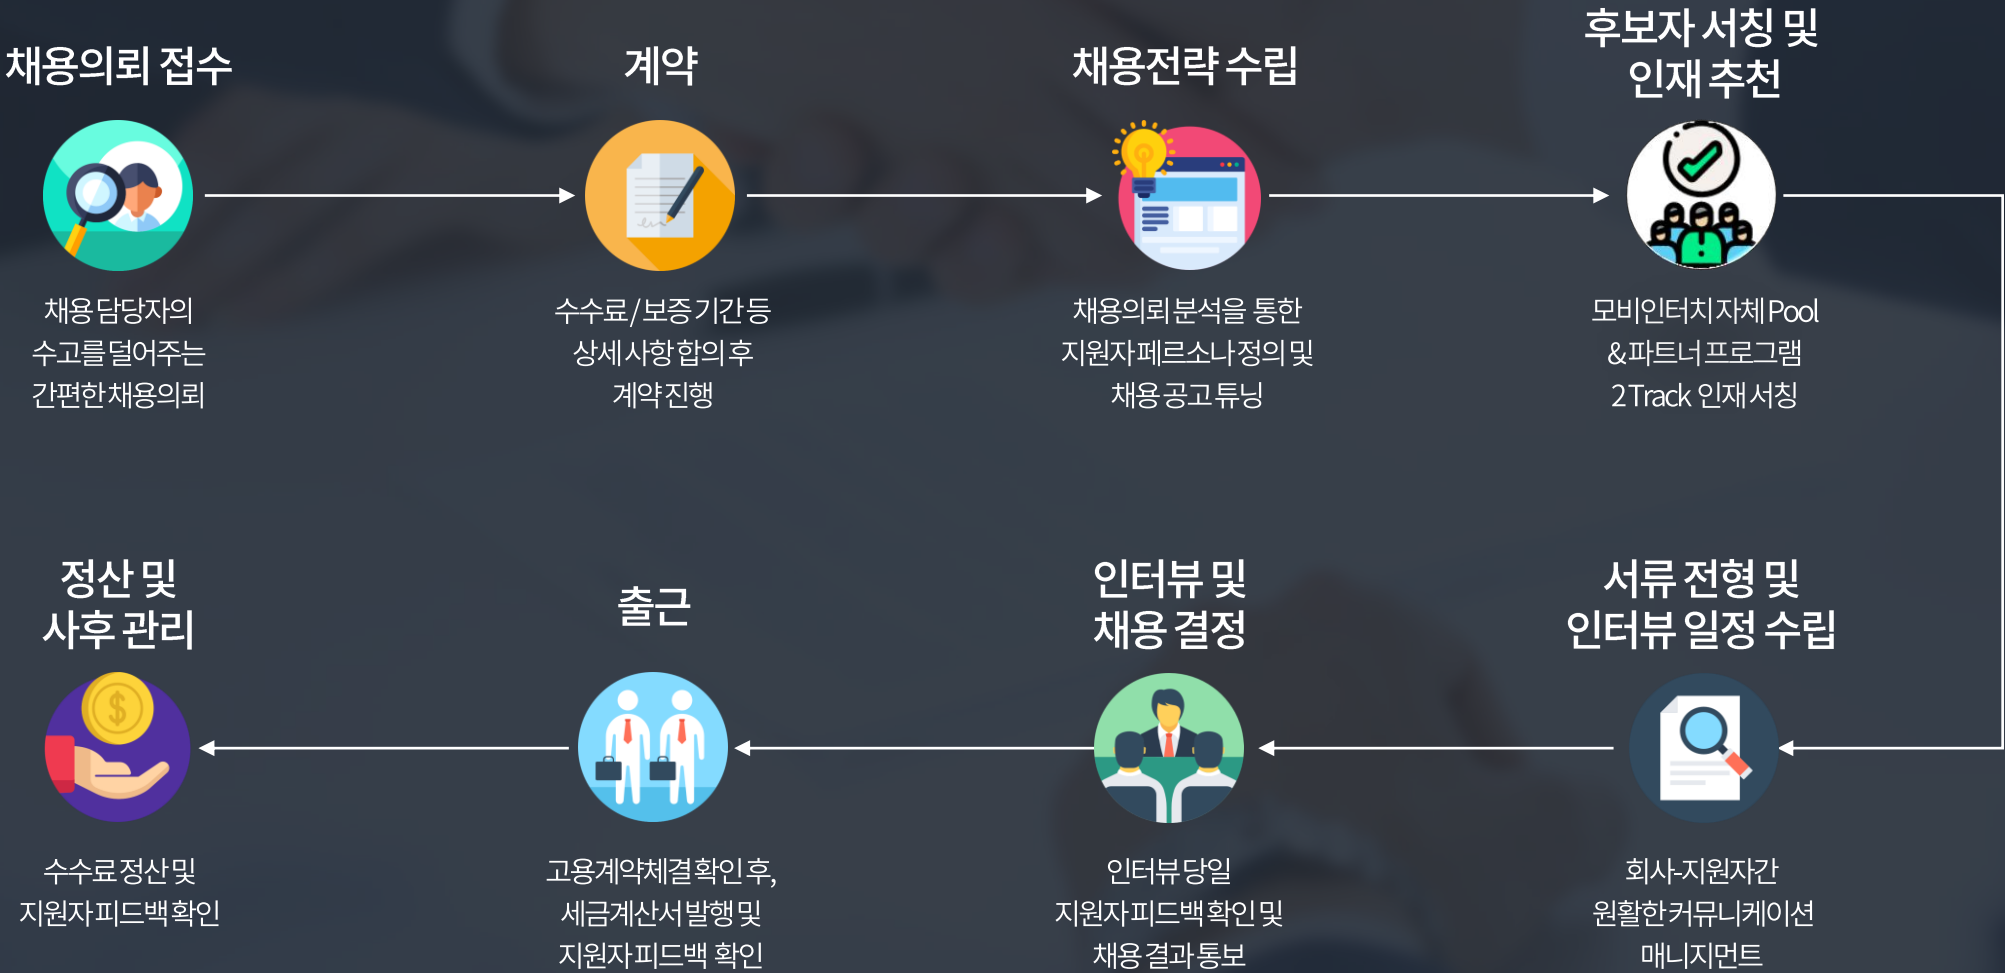 채용의뢰 접수
채용 담당자의
수고를 덜어주는
간편한 채용의뢰
계약
수수료 / 보증 기간 등
상세 사항 합의 후
계약 진행
채용전략 수립
채용의뢰 분석을 통한
지원자 페르소나 정의 및
채용 공고 튜닝
후보자 서칭 및
인재 추천
모비인터치 자체 Pool
& 파트너 프로그램
2 Track 인재 서칭
서류 전형 및
인터뷰 일정 수립
회사-지원자간
원활한 커뮤니케이션
매니지먼트
인터뷰 및
채용 결정
인터뷰 당일
지원자 피드백 확인 및
채용 결과 통보
출근
고용계약체결 확인 후,
세금계산서 발행 및
지원자 피드백 확인
정산 및
사후 관리
수수료 정산 및
지원자 피드백 확인